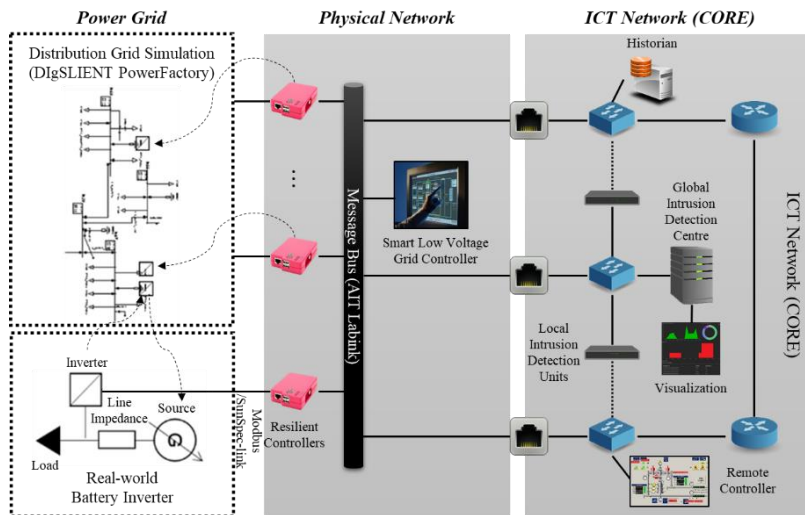 Power Grid
Physical Network
ICT Network (CORE)
Distribution Grid Simulation
(DIgSLIENT PowerFactory)
Historian
...
Message Bus (AIT Labink)
Smart Low Voltage
Grid Controller
Global
Intrusion
Detection
Centre
ICT Network (CORE)
Local
Intrusion
Detection
Units
Visualization
Inverter
Line
Impedance
Source
G
Load
Real-world
Battery Inverter
Modbus
/SunSpec-link
Resilient
Controllers
Remote
Controller